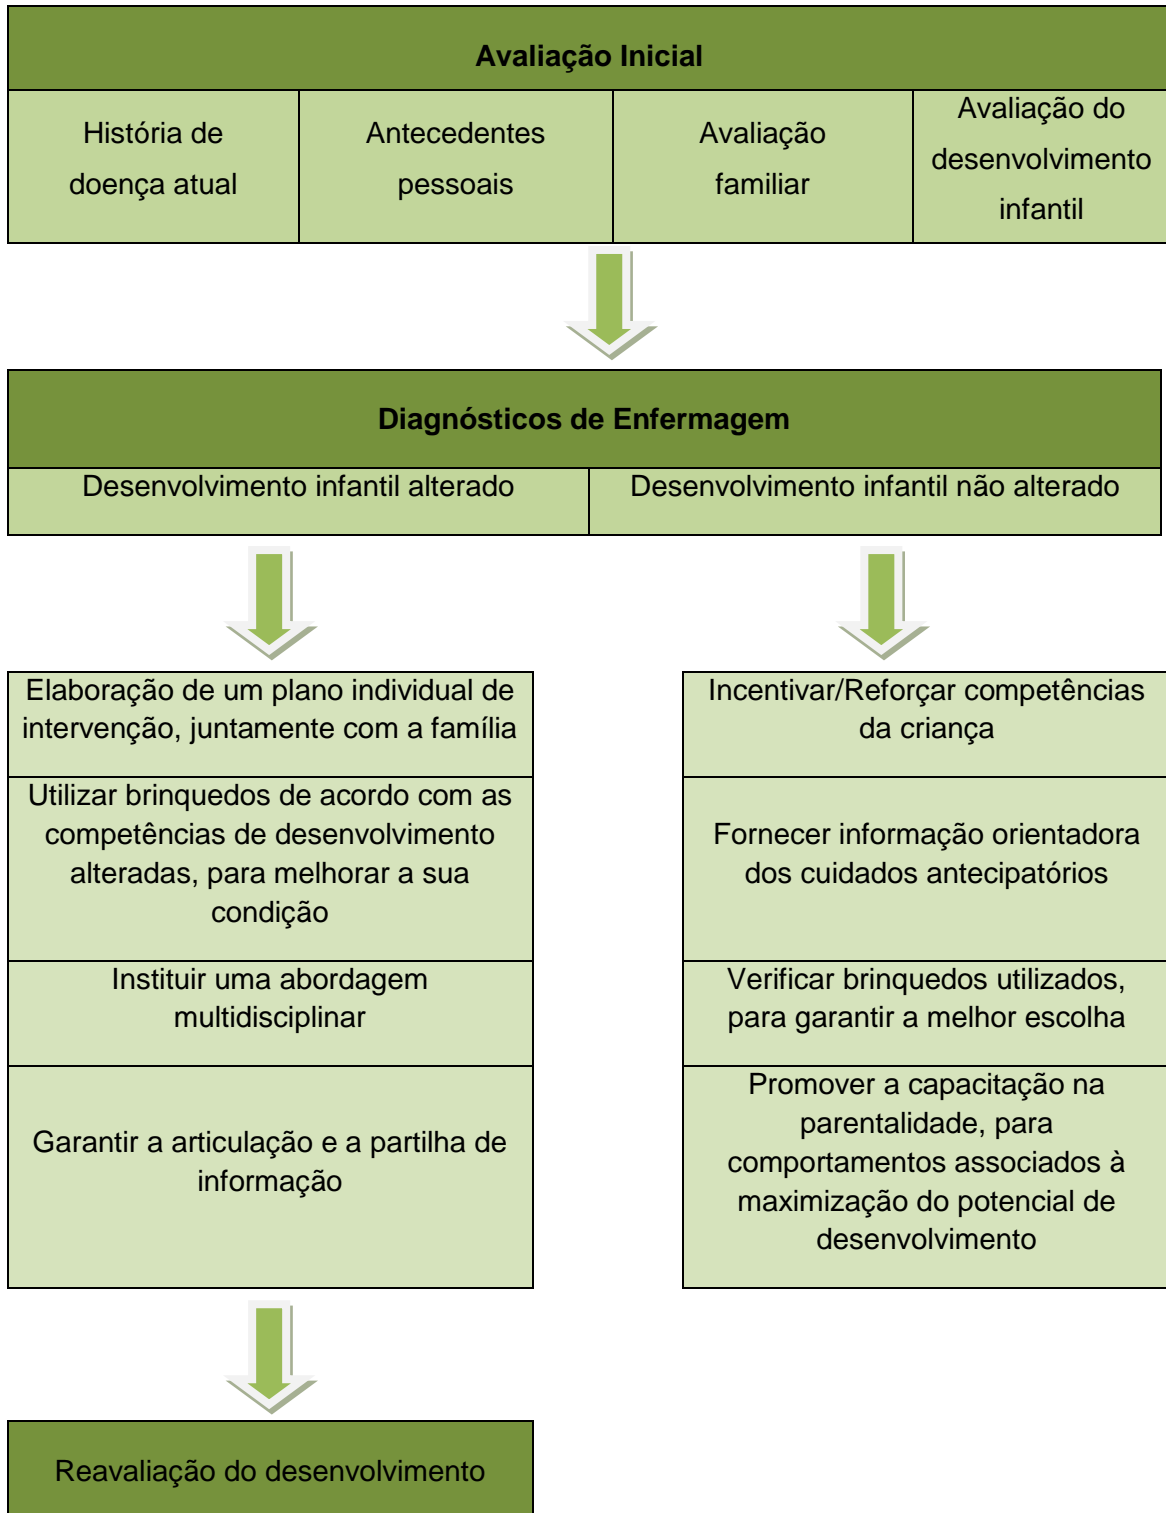 Avaliação Inicial
História de
doença atual
Antecedentes
pessoais
Avaliação
familiar
Avaliação do
desenvolvimento
infantil
Diagnósticos de Enfermagem
Desenvolvimento infantil alterado
Desenvolvimento infantil não alterado
Elaboração de um plano individual de
intervenção, juntamente com a família
Utilizar brinquedos de acordo com as
competências de desenvolvimento
alteradas, para melhorar a sua
condição
Instituir uma abordagem
multidisciplinar
Garantir a articulação e a partilha de
informação
Incentivar/Reforçar competências
da criança
Fornecer informação orientadora
dos cuidados antecipatórios
Verificar brinquedos utilizados,
para garantir a melhor escolha
Promover a capacitação na
parentalidade, para
comportamentos associados à
maximização do potencial de
desenvolvimento
Reavaliação do desenvolvimento